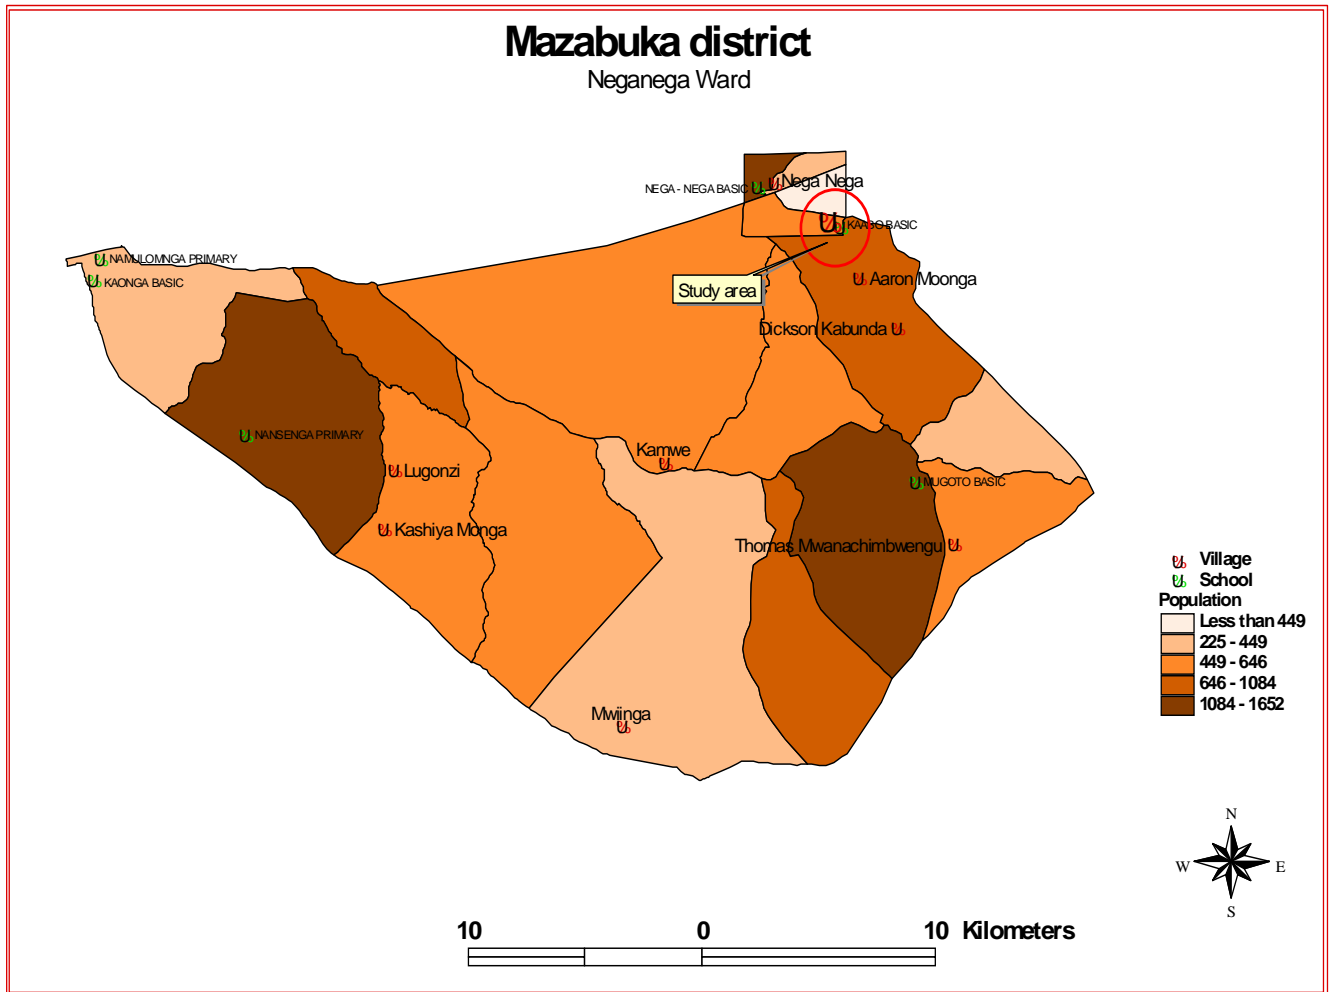 Mazabuka district
Neganega Ward
NEGA - NEGA BASIC
Nega Nega
KAABO BASIC
NAMULOMNGA PRIMARY
KAONGA BASIC
Aaron Moonga
Study area
Dickson Kabunda
NANSENGA PRIMARY
Kamwe
Lugonzi
MUGOTO BASIC
Kashiya Monga
Thomas Mwanachimbwengu
Mwiinga
Village
School
Population
Less than 449
225 - 449
449 - 646
646 - 1084
1084 - 1652
N
W E
S
10 0 10 Kilometers